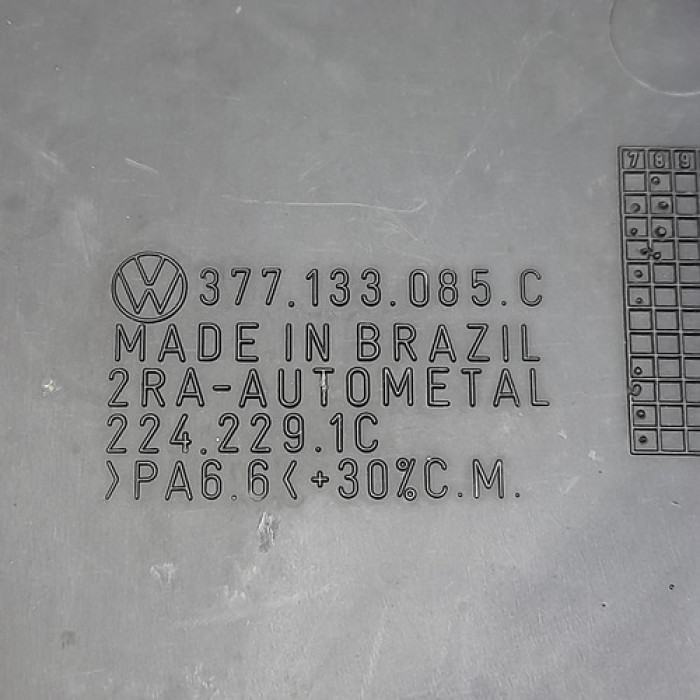 377.133.085.C
MADE IN BRAZIL
2RA-AUTOMETAL
224.229.1C
>PA6.6<+30%C.M.
7 8 9